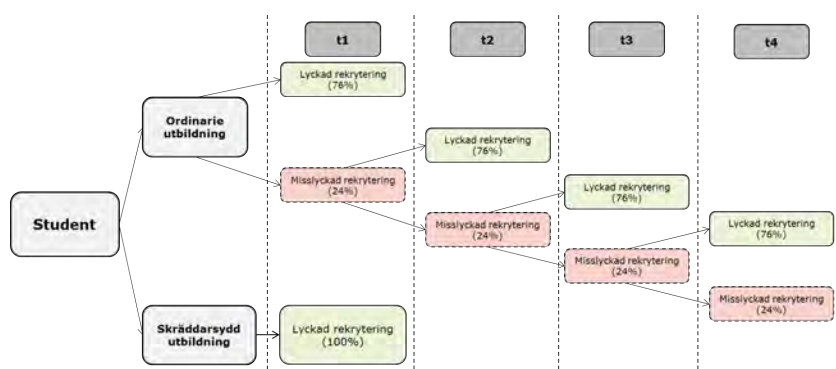 t1
t2
t3
t4
Lyckad rekrytering
(76%)
Ordinarie
utbildning
Lyckad rekrytering
(76%)
Misslyckad rekrytering
(24%)
Lyckad rekrytering
(76%)
Student
Misslyckad rekrytering
(24%)
Lyckad rekrytering
(76%)
Misslyckad rekrytering
(24%)
Misslyckad rekrytering
(24%)
Skräddarsydd
utbildning
Lyckad rekrytering
(100%)